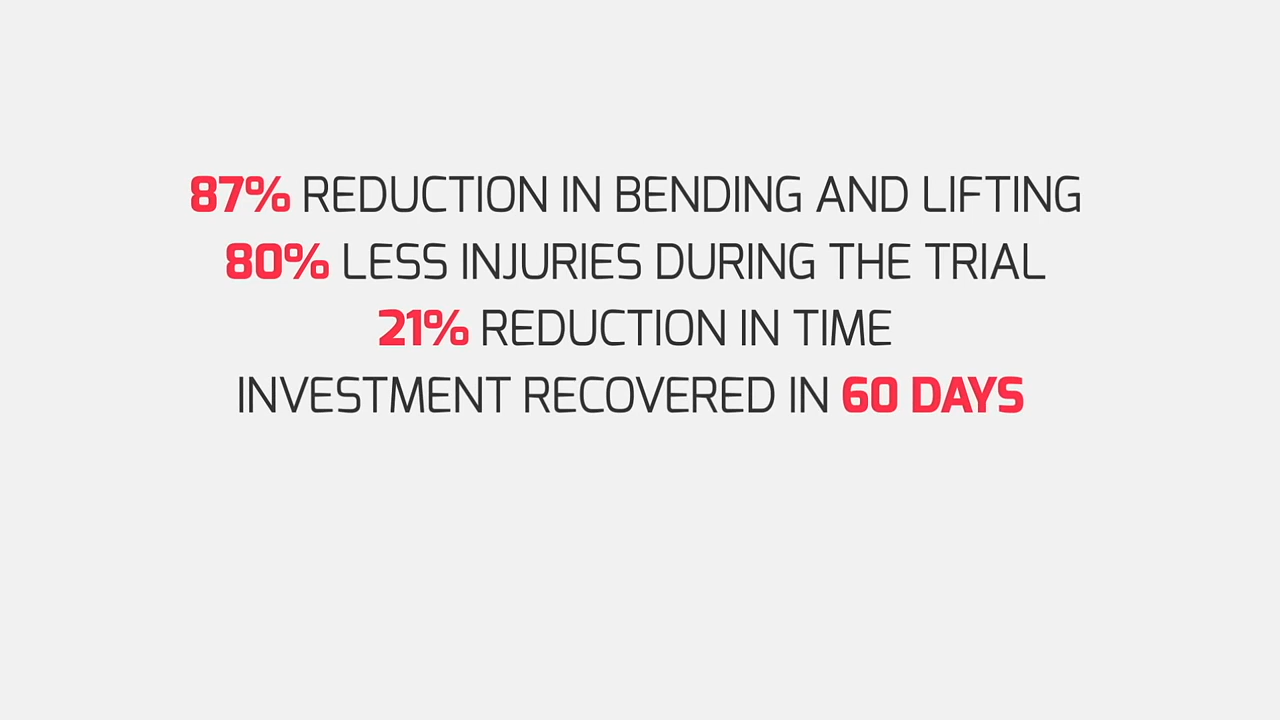 87% REDUCTION IN BENDING AND LIFTING
80% LESS INJURIES DURING THE TRIAL
21% REDUCTION IN TIME
INVESTMENT RECOVERED IN 60 DAYS